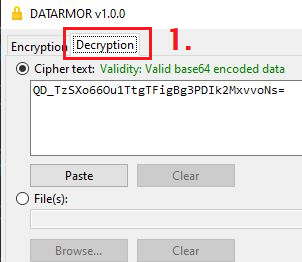 DATARMOR v1.0.0
Encryption Decryption 1.
Cipher text: Validity: Valid base64 encoded data
QD_TzSXo66Ou1TtgTFigBg3PDIk2MxvvoNs=
Paste Clear
File(s):
Browse... Clear